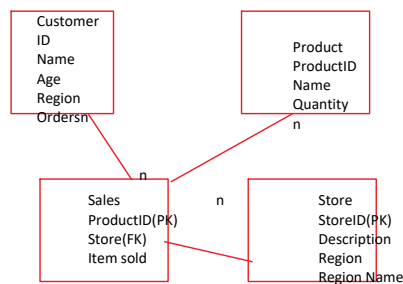 Customer
ID
Name
Age
Region
Ordersn
Product
ProductID
Name
Quantity
n
n
Sales
ProductID(PK)
Store(FK)
Item sold
n
Store
StoreID(PK)
Description
Region
Region Name